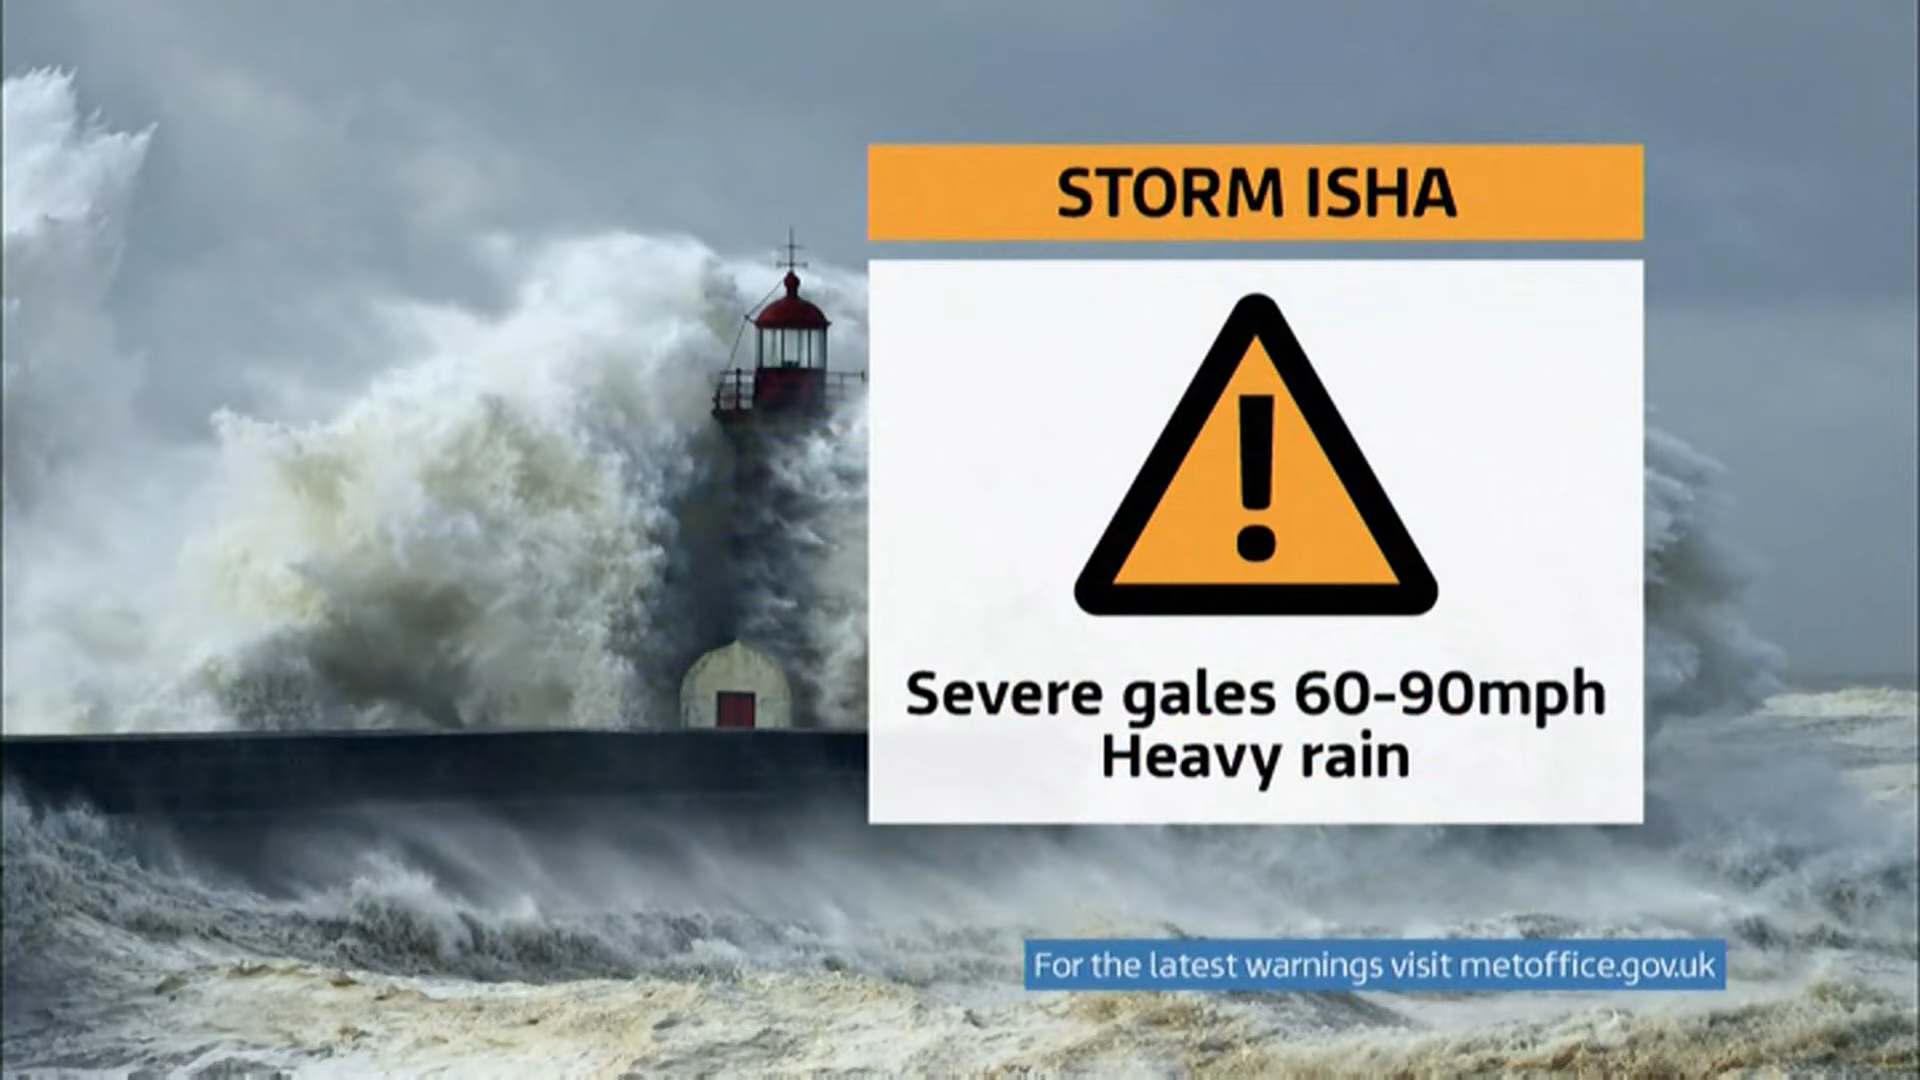 STORM ISHA
!
Severe gales 60-90mph
Heavy rain
For the latest warnings visit metoffice.gov.uk